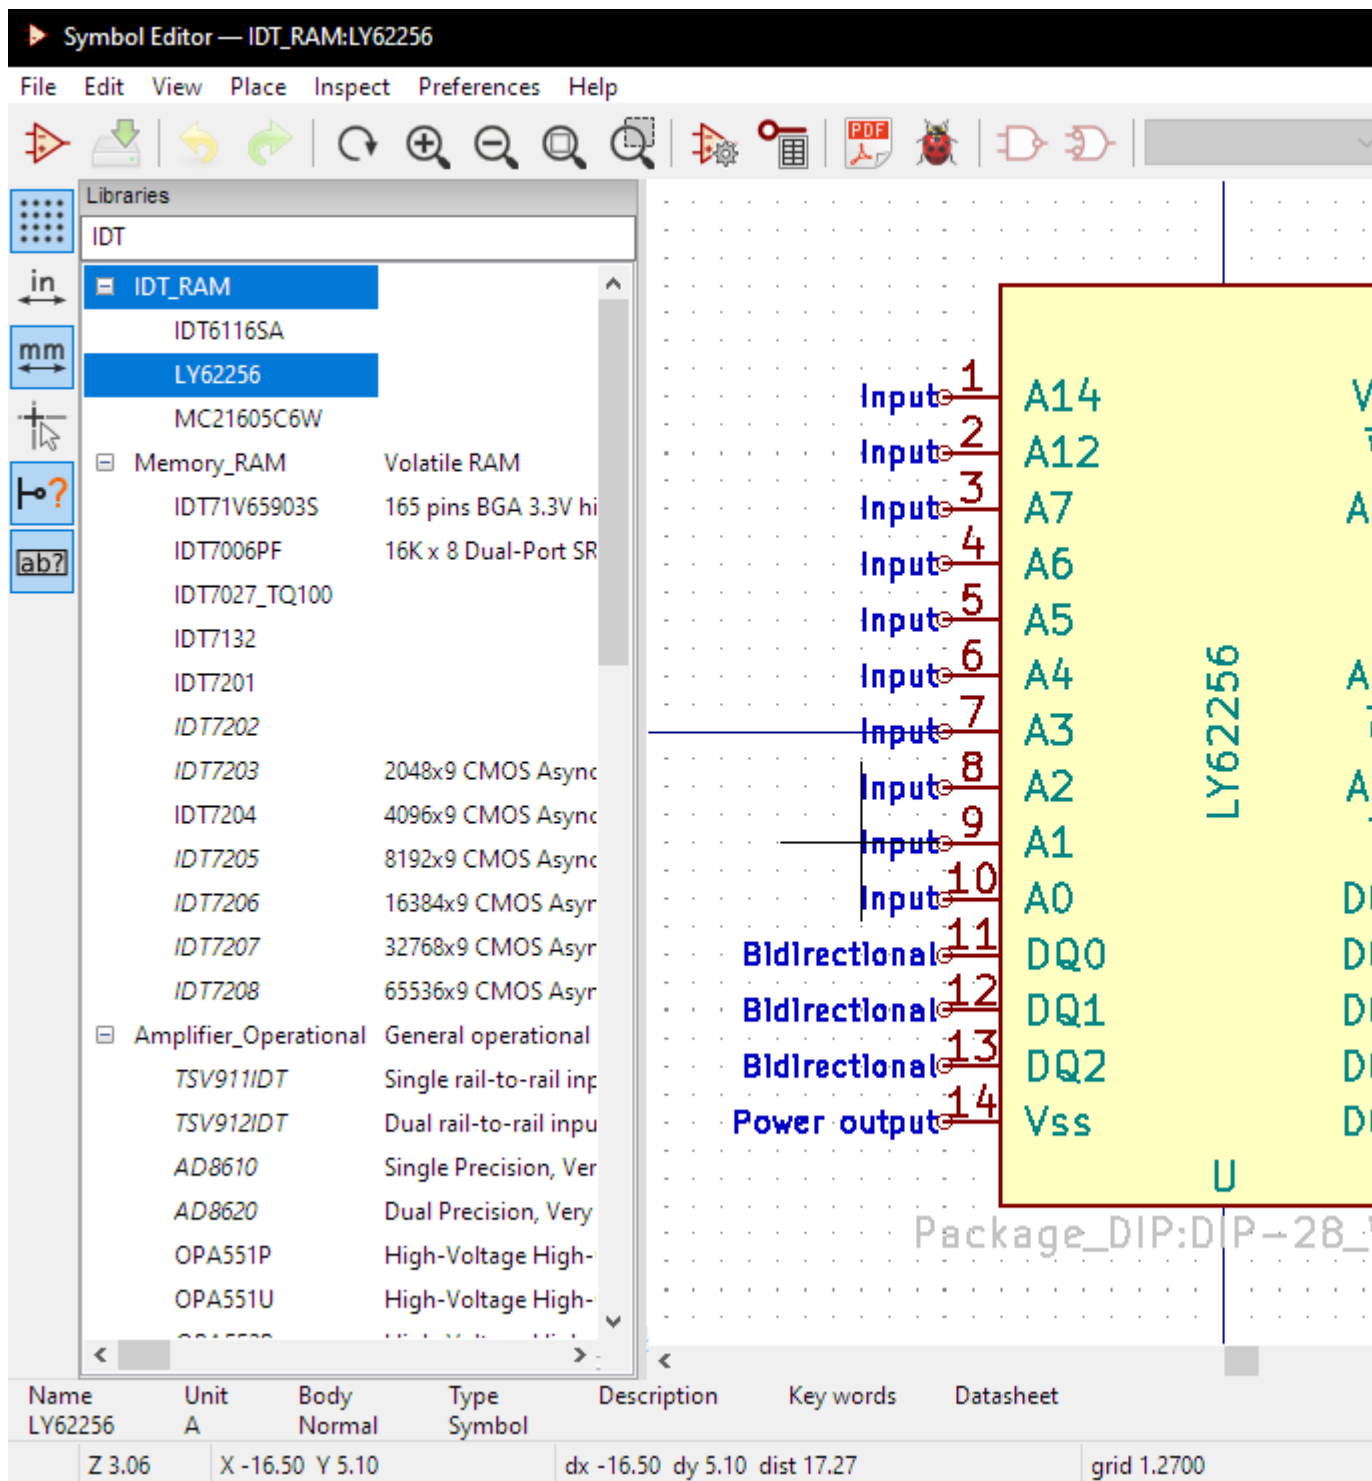 Symbol Editor — IDT_RAM:LY62256
File Edit View Place Inspect Preferences Help
PDF
Libraries
IDT
in
mm
ab?
IDT_RAM
IDT6116SA
LY62256
MC21605C6W
Memory_RAM Volatile RAM
IDT71V65903S 165 pins BGA 3.3V hi
IDT7006PF 16K x 8 Dual-Port SR
IDT7027_TQ100
IDT7132
IDT7201
IDT7202
IDT7203 2048x9 CMOS Async
IDT7204 4096x9 CMOS Async
IDT7205 8192x9 CMOS Async
IDT7206 16384x9 CMOS Asyr
IDT7207 32768x9 CMOS Asyr
IDT7208 65536x9 CMOS Asyr
Amplifier_Operational General operational
TSV911IDT Single rail-to-rail inp
TSV912IDT Dual rail-to-rail inpu
AD8610 Single Precision, Ver
AD8620 Dual Precision, Very
OPA551P High-Voltage High-
OPA551U High-Voltage High-
Input 1 A14
Input 2 A12
Input 3 A7
Input 4 A6
Input 5 A5
Input 6 A4
Input 7 A3
Input 8 A2
Input 9 A1
Input 10 A0
Bidirectional 11 DQ0
Bidirectional 12 DQ1
Bidirectional 13 DQ2
Power output 14 Vss
LY62256
U
Package_DIP:DIP-28_
Name Unit Body Type Description Key words Datasheet
LY62256 A Normal Symbol
Z 3.06 X -16.50 Y 5.10 dx -16.50 dy 5.10 dist 17.27 grid 1.2700